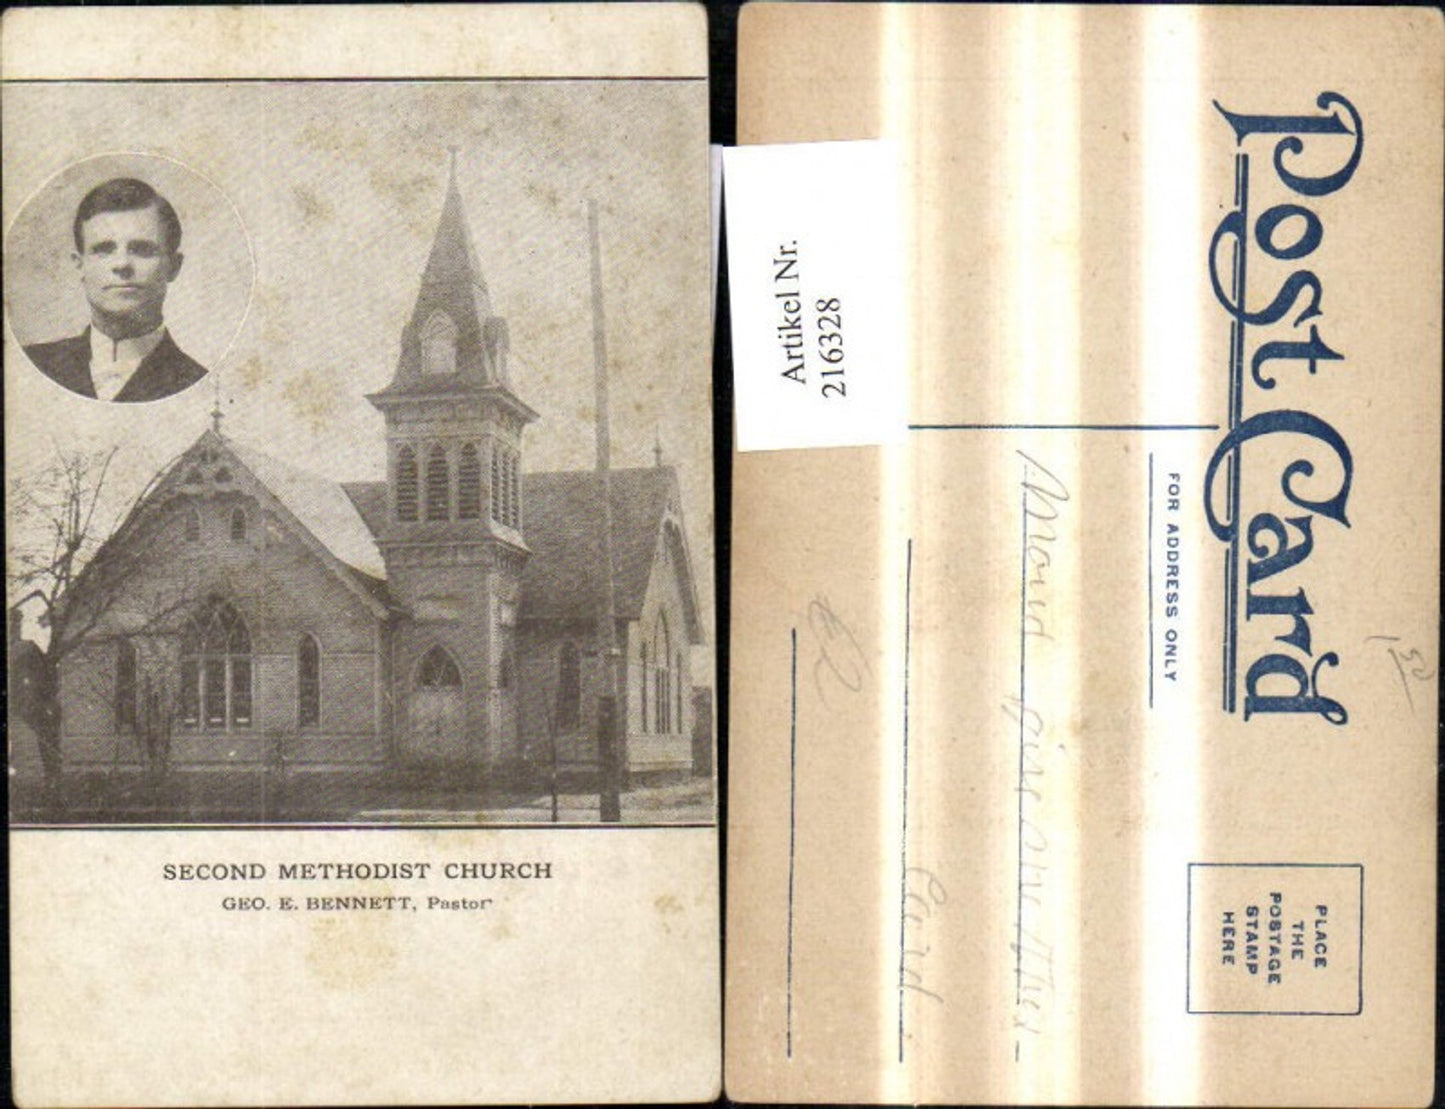 SECOND METHODIST CHURCH
GEO. E. BENNETT, Pastor
Artikel Nr.
216328
Post Card
FOR ADDRESS ONLY
PLACE
THE
POSTAGE
STAMP
HERE
Card